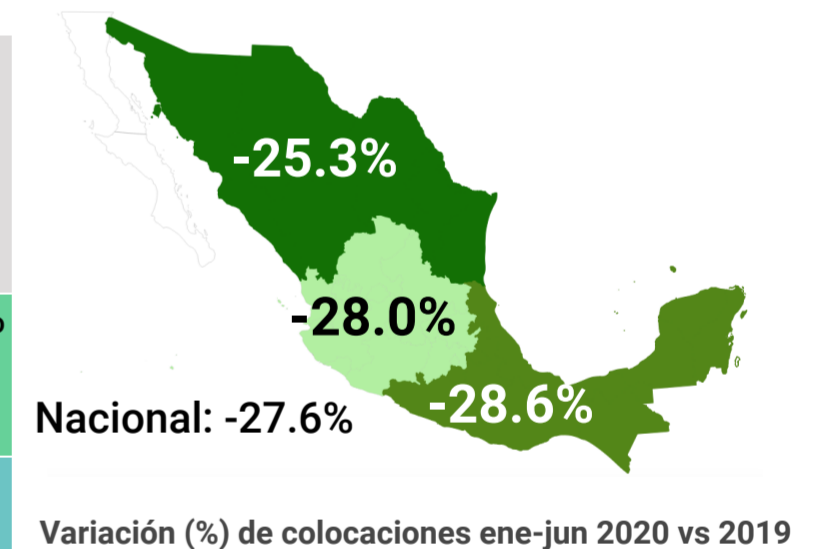 -25.3%
-28.0%
-28.6%
Nacional: -27.6%
Variación (%) de colocaciones ene-jun 2020 vs 2019